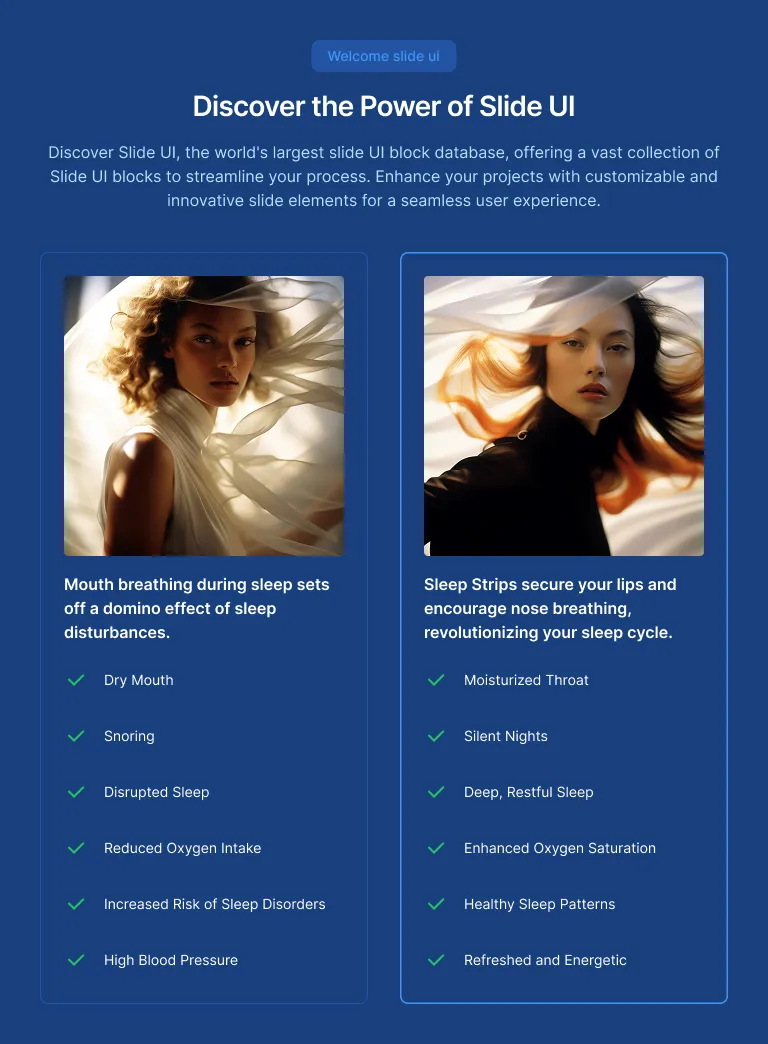 Welcome slide ui
Discover the Power of Slide UI
Discover Slide UI, the world's largest slide UI block database, offering a vast collection of
Slide UI blocks to streamline your process. Enhance your projects with customizable and
innovative slide elements for a seamless user experience.
Mouth breathing during sleep sets
off a domino effect of sleep
disturbances.
Dry Mouth
Snoring
Disrupted Sleep
Reduced Oxygen Intake
Increased Risk of Sleep Disorders
High Blood Pressure
Sleep Strips secure your lips and
encourage nose breathing,
revolutionizing your sleep cycle.
Moisturized Throat
Silent Nights
Deep, Restful Sleep
Enhanced Oxygen Saturation
Healthy Sleep Patterns
Refreshed and Energetic